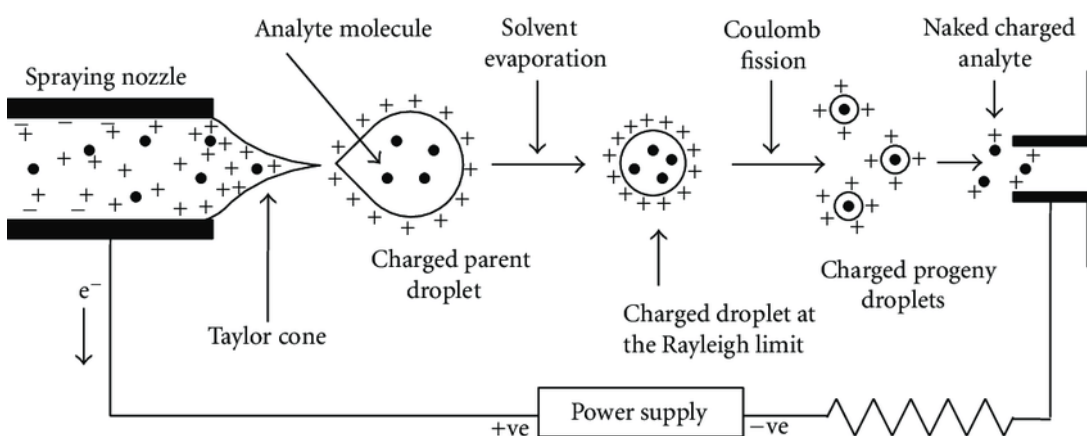 Analyte molecule
Solvent
evaporation
Coulomb
fission
Naked charged
analyte
Spraying nozzle
Charged parent
droplet
Charged progeny
droplets
e⁻
Taylor cone
Charged droplet at
the Rayleigh limit
+ve
Power supply
−ve